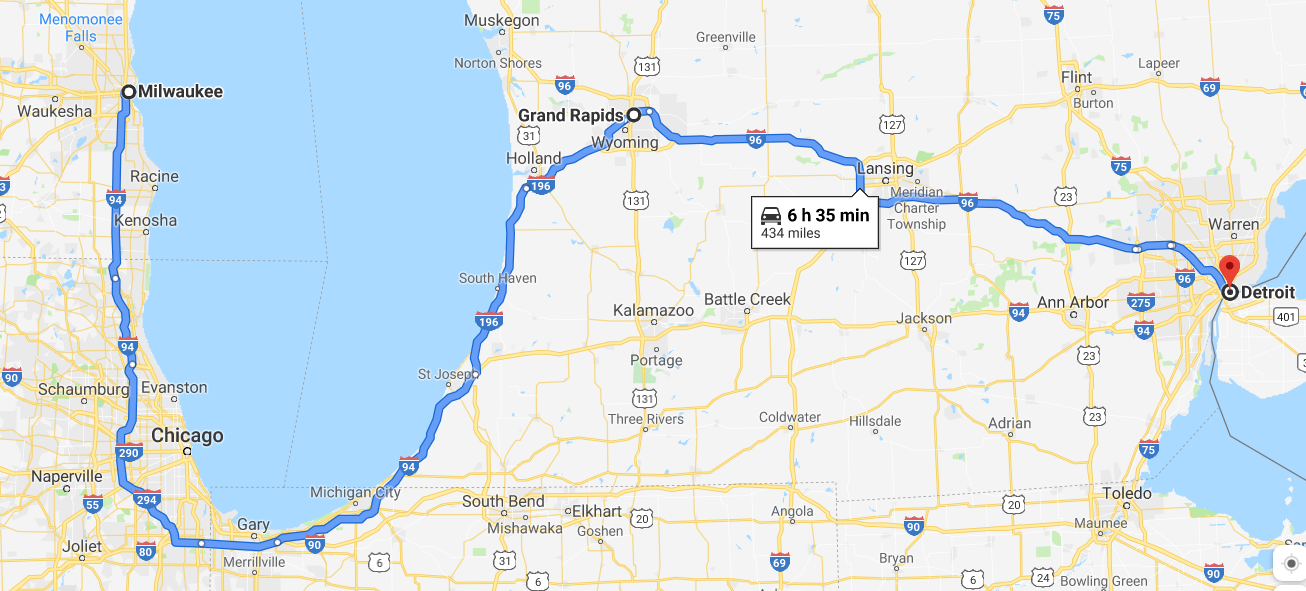 Menomonee
Falls
Muskegon
75
Greenville
Norton Shores
131
Lapeer
Flint
96
69
Burton
Milwaukee
Waukesha
Grand Rapids
31
127
Wyoming
96
Holland
75
Lansing
Racine
196
94
Meridian
Charter
Township
23
131
96
6 h 35 min
434 miles
Kenosha
Warren
127
South Haven
96
Detroit
Battle Creek
Ann Arbor
275
Kalamazoo
94
401
Jackson
196
94
94
Portage
23
90
St Joseph
Schaumburg
Evanston
131
Three Rivers
Coldwater
Hillsdale
23
Adrian
Chicago
290
75
94
Naperville
Michigan City
294
55
South Bend
Toledo
Elkhart
Angola
20
20
Gary
Mishawaka
90
Maumee
Goshen
90
Joliet
80
Merrillville
6
31
69
Bryan
90
6
6
24
Bowling Green